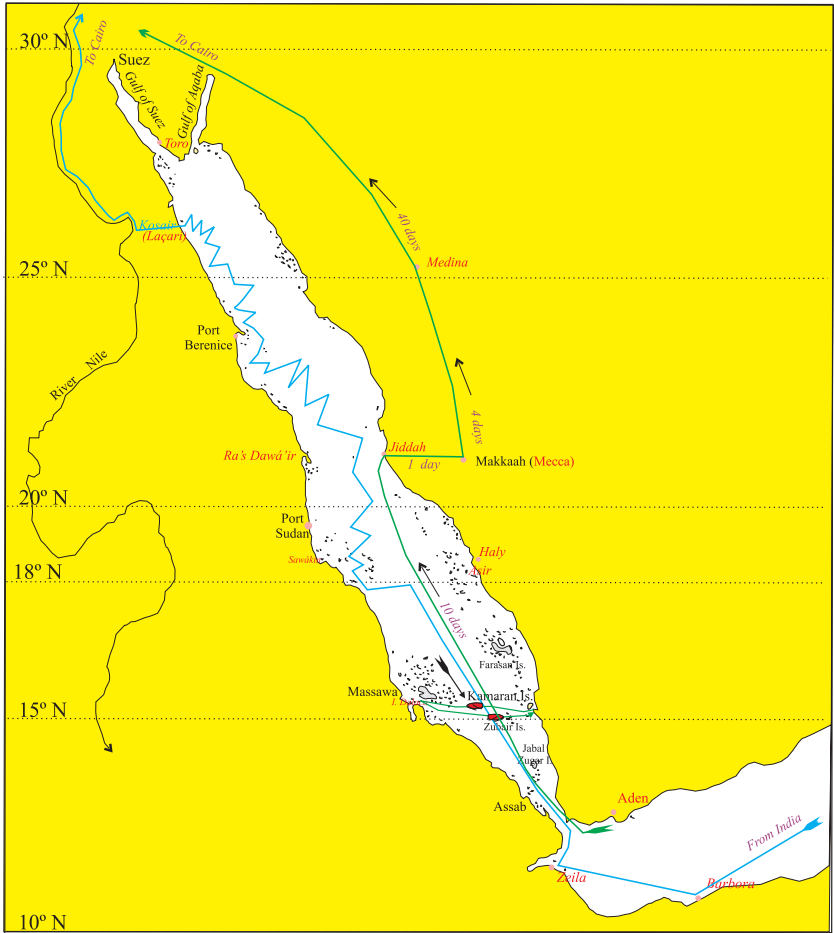 To Cairo
To Cairo
30º N
Suez
Gulf of Suez
Gulf of Aqaba
Toro
40 days
Kosair
(Laçari)
Medina
25º N
Port
Berenice
River Nile
4 days
Jiddah
1 day
Ra's Dawá'ir
Makkaah (Mecca)
20º N
Port
Sudan
Haly
Sawákin
Asir
18º N
10 days
Farasan Is.
Massawa
Kamaran Is.
15º N
Zubair Is.
Jabal
Zugar I.
Assab
Aden
From India
Zeila
Barbora
10º N